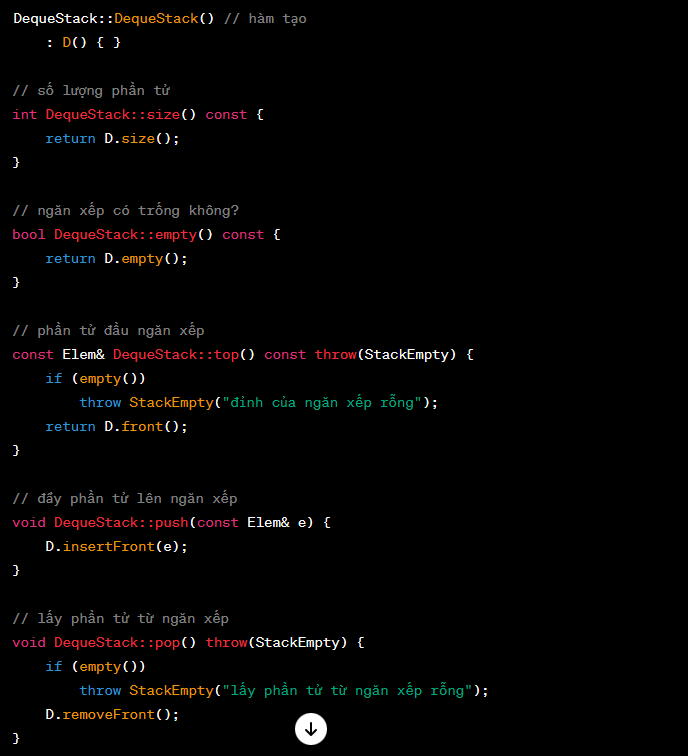 DequeStack::DequeStack() // hàm tạo
    : D() { }
// số lượng phần tử
int DequeStack::size() const {
    return D.size();
}
// ngăn xếp có trống không?
bool DequeStack::empty() const {
    return D.empty();
}
// phần tử đầu ngăn xếp
const Elem& DequeStack::top() const throw(StackEmpty) {
    if (empty())
        throw StackEmpty("đỉnh của ngăn xếp rỗng");
    return D.front();
}
// đẩy phần tử lên ngăn xếp
void DequeStack::push(const Elem& e) {
    D.insertFront(e);
}
// lấy phần tử từ ngăn xếp
void DequeStack::pop() throw(StackEmpty) {
    if (empty())
        throw StackEmpty("lấy phần tử từ ngăn xếp rỗng");
    D.removeFront();
}